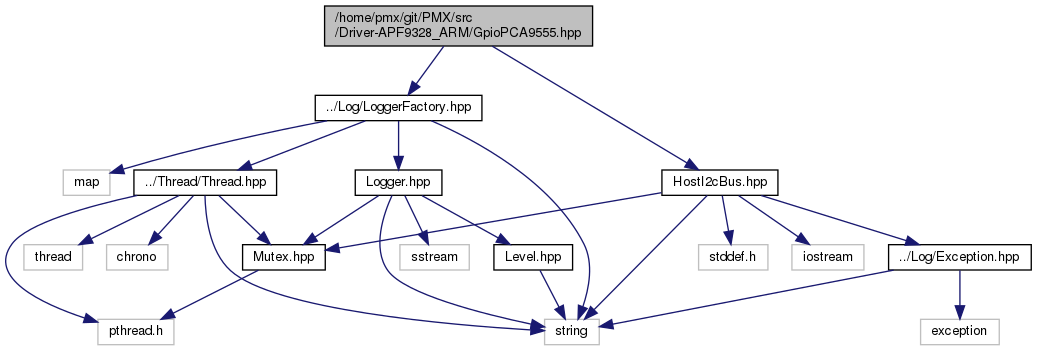 /home/pmx/git/PMX/src
/Driver-APF9328_ARM/GpioPCA9555.hpp
../Log/LoggerFactory.hpp
map
../Thread/Thread.hpp
Logger.hpp
HostI2cBus.hpp
thread
chrono
Mutex.hpp
sstream
Level.hpp
stddef.h
iostream
../Log/Exception.hpp
pthread.h
string
exception